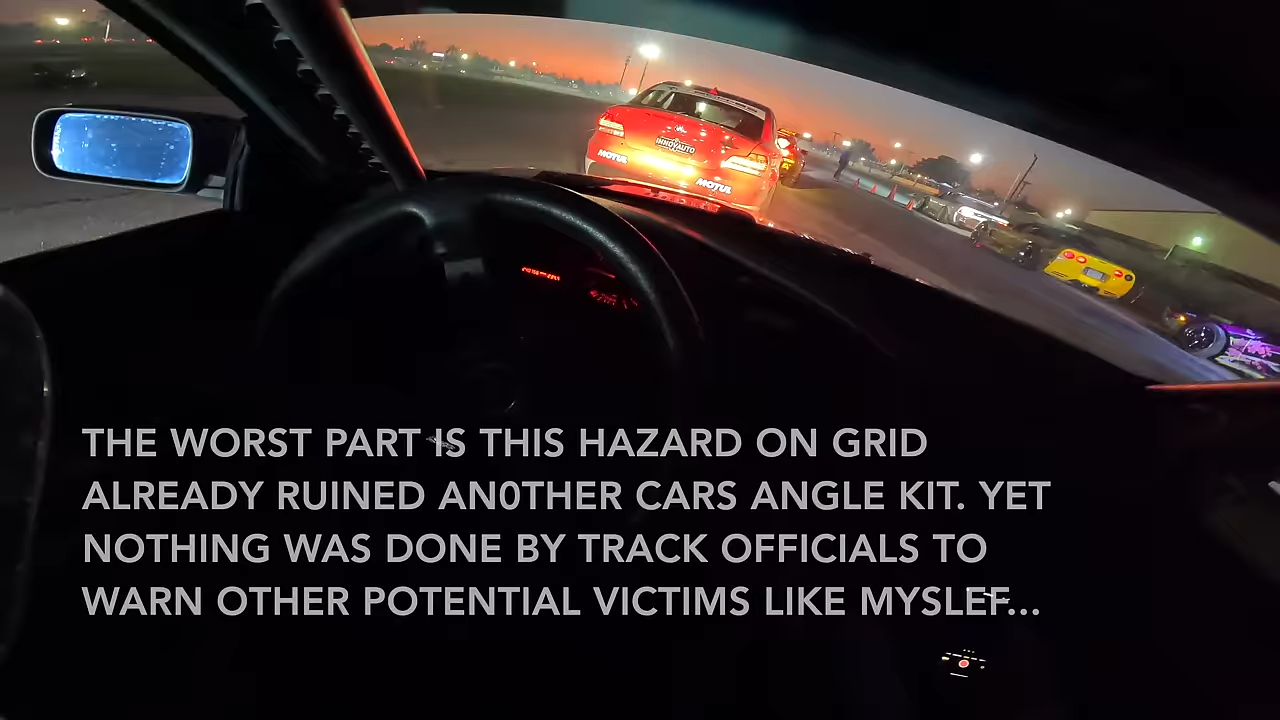 INNOVAUTO
MOTUL
MOTUL
THE WORST PART IS THIS HAZARD ON GRID
ALREADY RUINED AN0THER CARS ANGLE KIT. YET
NOTHING WAS DONE BY TRACK OFFICIALS TO
WARN OTHER POTENTIAL VICTIMS LIKE MYSLEF...